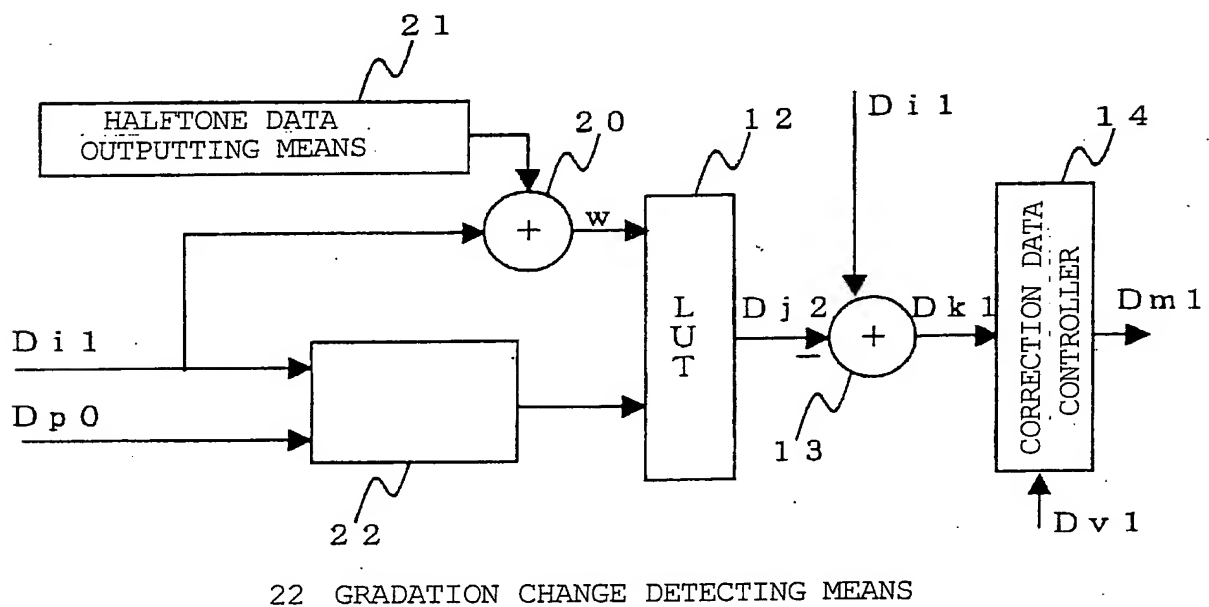 21
HALFTONE DATA
OUTPUTTING MEANS
20
12
Di1
14
+
w
LUT
Di1
Dp0
Dj2
−
+
Dk1
CORRECTION DATA
CONTROLLER
Dm1
13
22
Dv1
22 GRADATION CHANGE DETECTING MEANS